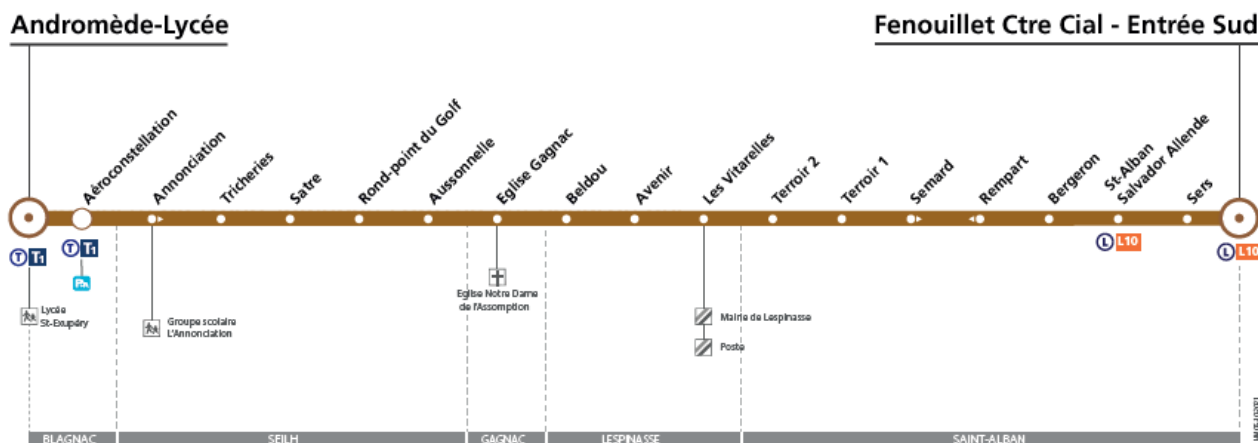 Andromède-Lycée
Fenouillet Ctre Cial - Entrée Sud
Aéroconstellation
Annonciation
Tricheries
Satre
Rond-point du Golf
Aussonnelle
Eglise Gagnac
Beldou
Avenir
Les Vitarelles
Terroir 2
Terroir 1
Semard
Rempart
Bergeron
St-Alban
Salvador Allende
Sers
T T1
T T1
L L10
L L10
P+R
Lycée
St-Exupéry
Groupe scolaire
L'Annonciation
Eglise Notre Dame
de l'Assomption
Mairie de Lespinasse
Poste
BLAGNAC
SEILH
GAGNAC
LESPINASSE
SAINT-ALBAN